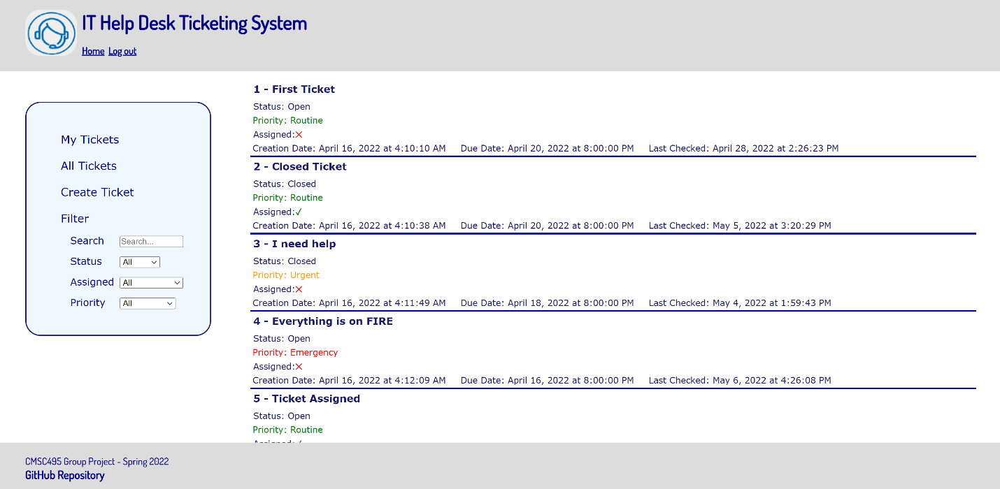 IT Help Desk Ticketing System
Home Log out
My Tickets
All Tickets
Create Ticket
Filter
Search Search...
Status All
Assigned All
Priority All
1 - First Ticket
Status: Open
Priority: Routine
Assigned:✕
Creation Date: April 16, 2022 at 4:10:10 AM Due Date: April 20, 2022 at 8:00:00 PM Last Checked: April 28, 2022 at 2:26:23 PM
2 - Closed Ticket
Status: Closed
Priority: Routine
Assigned:✓
Creation Date: April 16, 2022 at 4:10:38 AM Due Date: April 20, 2022 at 8:00:00 PM Last Checked: May 5, 2022 at 3:20:29 PM
3 - I need help
Status: Closed
Priority: Urgent
Assigned:✕
Creation Date: April 16, 2022 at 4:11:49 AM Due Date: April 18, 2022 at 8:00:00 PM Last Checked: May 4, 2022 at 1:59:43 PM
4 - Everything is on FIRE
Status: Open
Priority: Emergency
Assigned:✕
Creation Date: April 16, 2022 at 4:12:09 AM Due Date: April 16, 2022 at 8:00:00 PM Last Checked: May 6, 2022 at 4:26:08 PM
5 - Ticket Assigned
Status: Open
Priority: Routine
Assigned:✓
CMSC495 Group Project - Spring 2022
GitHub Repository